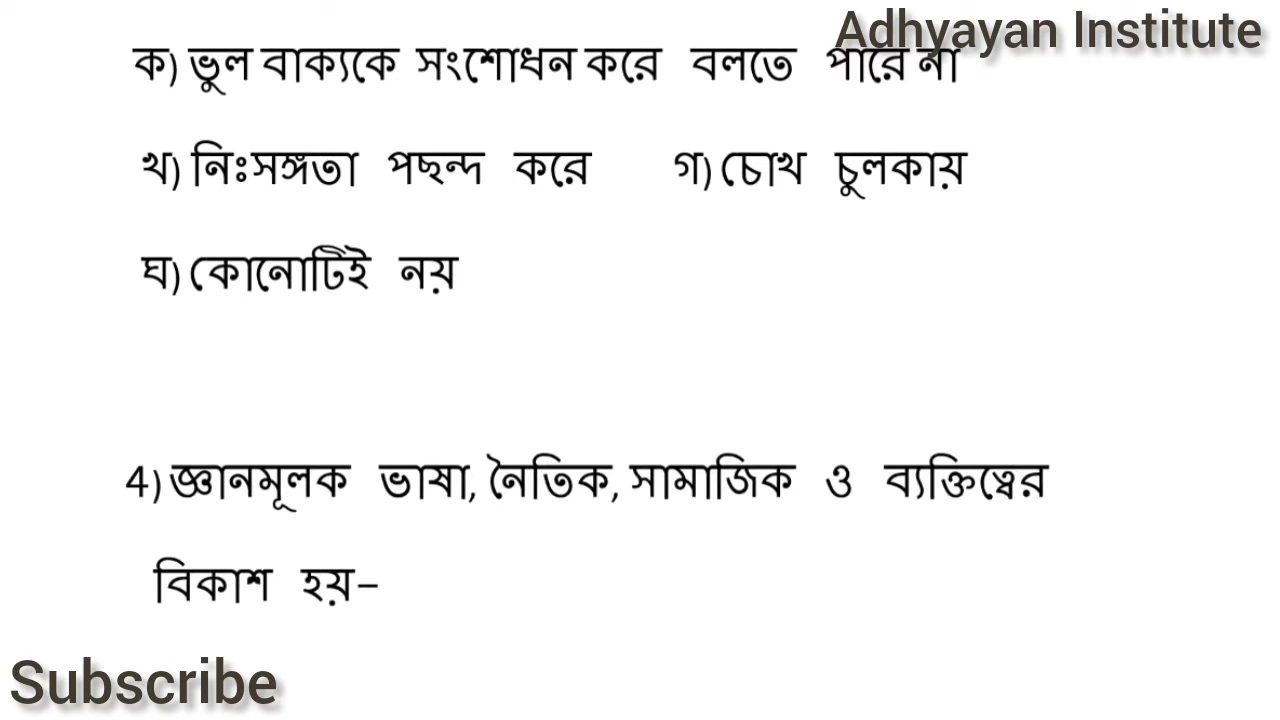 Adhyayan Institute
ক) ভুল বাক্যকে সংশোধন করে বলতে পারে না
খ) নিঃসঙ্গতা পছন্দ করে গ) চোখ চুলকায়
ঘ) কোনোটিই নয়
4) জ্ঞানমূলক ভাষা, নৈতিক, সামাজিক ও ব্যক্তিত্বের
বিকাশ হয়–
Subscribe